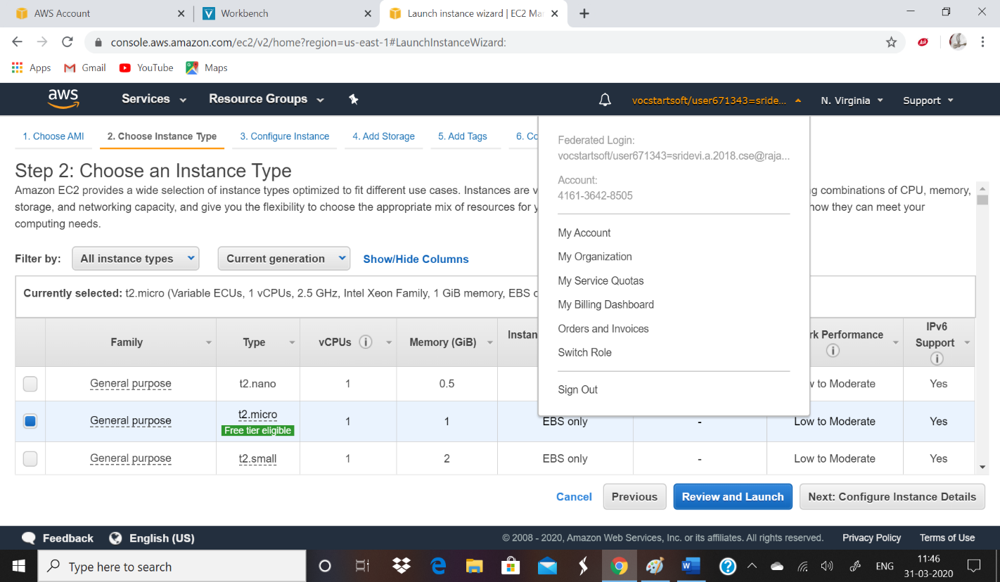 AWS Account
Workbench
Launch instance wizard | EC2 Ma
console.aws.amazon.com/ec2/v2/home?region=us-east-1#LaunchInstanceWizard:
Apps
Gmail
YouTube
Maps
aws
Services
Resource Groups
vocstartsoft/user671343=sride...
N. Virginia
Support
1. Choose AMI
2. Choose Instance Type
3. Configure Instance
4. Add Storage
5. Add Tags
6. Co
Federated Login:
vocstartsoft/user671343=sridevi.a.2018.cse@raja...
Account:
4161-3642-8505
My Account
My Organization
My Service Quotas
My Billing Dashboard
Orders and Invoices
Switch Role
Sign Out
Step 2: Choose an Instance Type
Amazon EC2 provides a wide selection of instance types optimized to fit different use cases. Instances are v g combinations of CPU, memory,
storage, and networking capacity, and give you the flexibility to choose the appropriate mix of resources for y now they can meet your
computing needs.
Filter by:
All instance types
Current generation
Show/Hide Columns
Currently selected: t2.micro (Variable ECUs, 1 vCPUs, 2.5 GHz, Intel Xeon Family, 1 GiB memory, EBS o
Family
Type
vCPUs
Memory (GiB)
Instan
rk Performance
IPv6
Support
General purpose t2.nano 1 0.5 v to Moderate Yes
General purpose t2.micro 1 1 EBS only - Low to Moderate Yes
Free tier eligible
General purpose t2.small 1 2 EBS only - Low to Moderate Yes
Cancel
Previous
Review and Launch
Next: Configure Instance Details
Feedback
English (US)
© 2008 - 2020, Amazon Web Services, Inc. or its affiliates. All rights reserved.
Privacy Policy
Terms of Use
Type here to search
ENG
11:46
31-03-2020